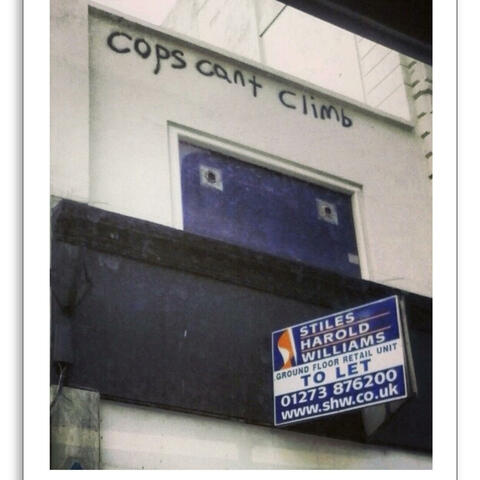 cops cant climb
STILES
HAROLD
WILLIAMS
GROUND FLOOR RETAIL UNIT
TO LET
01273 876200
www.shw.co.uk